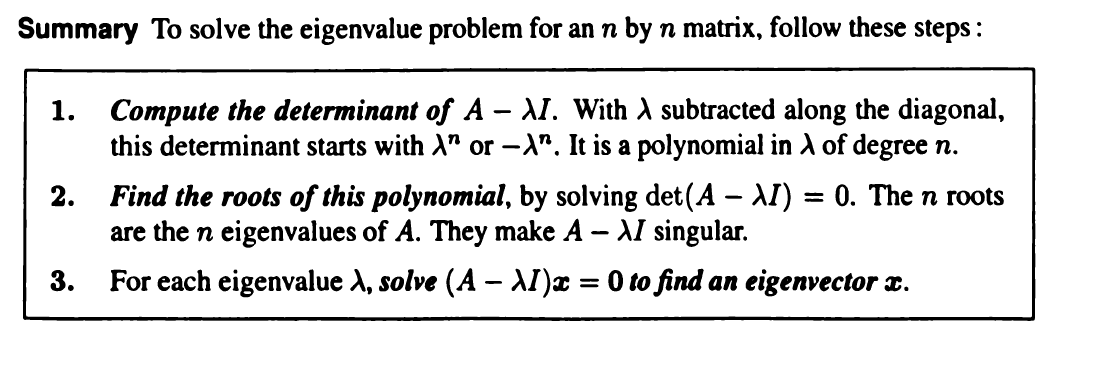 Summary To solve the eigenvalue problem for an n by n matrix, follow these steps :
1. Compute the determinant of A − λI. With λ subtracted along the diagonal,
this determinant starts with λⁿ or −λⁿ. It is a polynomial in λ of degree n.
2. Find the roots of this polynomial, by solving det(A − λI) = 0. The n roots
are the n eigenvalues of A. They make A − λI singular.
3. For each eigenvalue λ, solve (A − λI)x = 0 to find an eigenvector x.